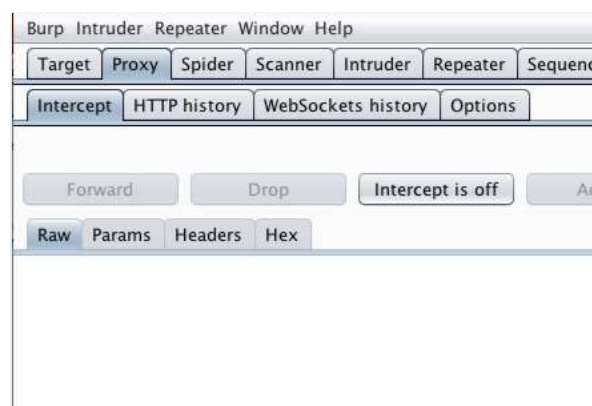 Burp Intruder Repeater Window Help
Target Proxy Spider Scanner Intruder Repeater
Intercept HTTP history WebSockets history Options
Forward Drop Intercept is off
Raw Params Headers Hex